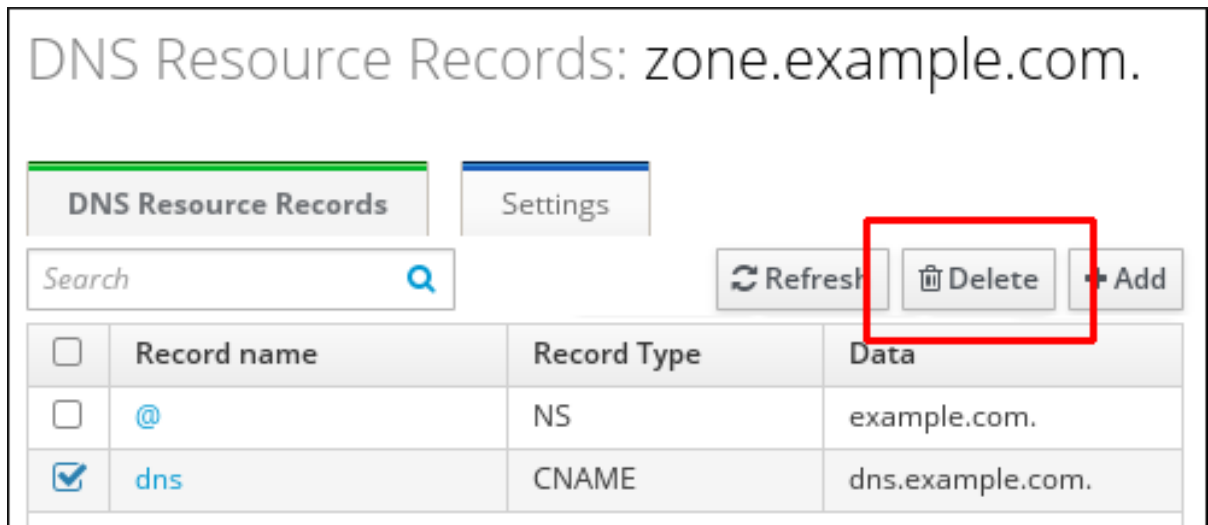 DNS Resource Records: zone.example.com.
DNS Resource Records Settings
Search Refresh Delete Add
Record name Record Type Data
@ NS example.com.
dns CNAME dns.example.com.